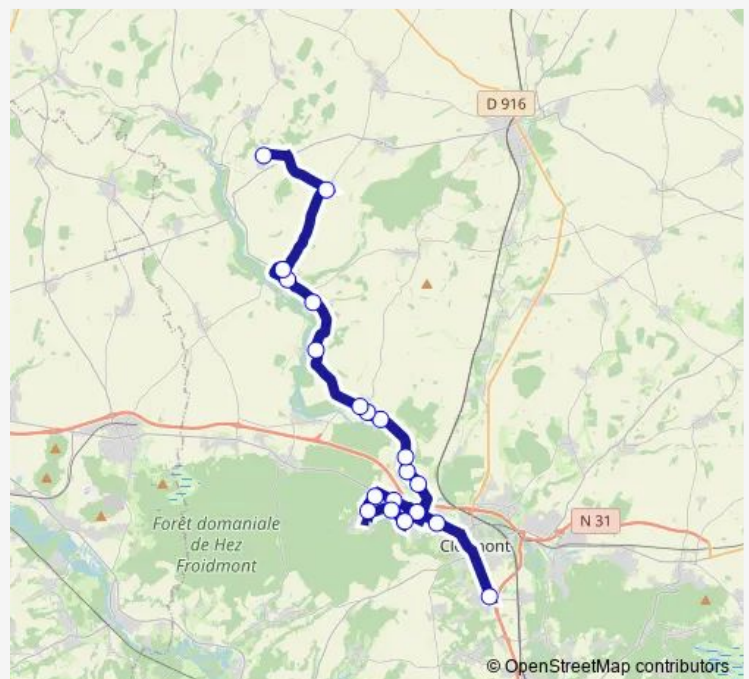 D 916
N 31
Forêt domaniale
de Hez
Froidmont
© OpenStreetMap contributors